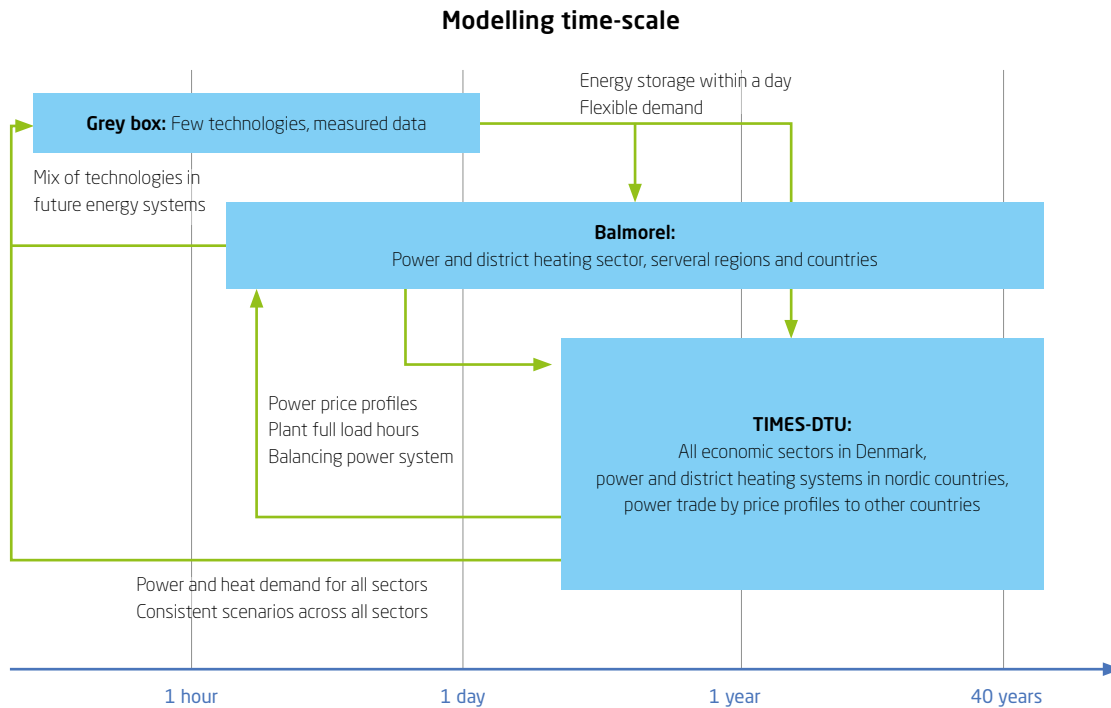 Modelling time-scale
Energy storage within a day
Flexible demand
Grey box: Few technologies, measured data
Mix of technologies in
future energy systems
Balmorel:
Power and district heating sector, serveral regions and countries
Power price profiles
Plant full load hours
Balancing power system
TIMES-DTU:
All economic sectors in Denmark,
power and district heating systems in nordic countries,
power trade by price profiles to other countries
Power and heat demand for all sectors
Consistent scenarios across all sectors
1 hour
1 day
1 year
40 years